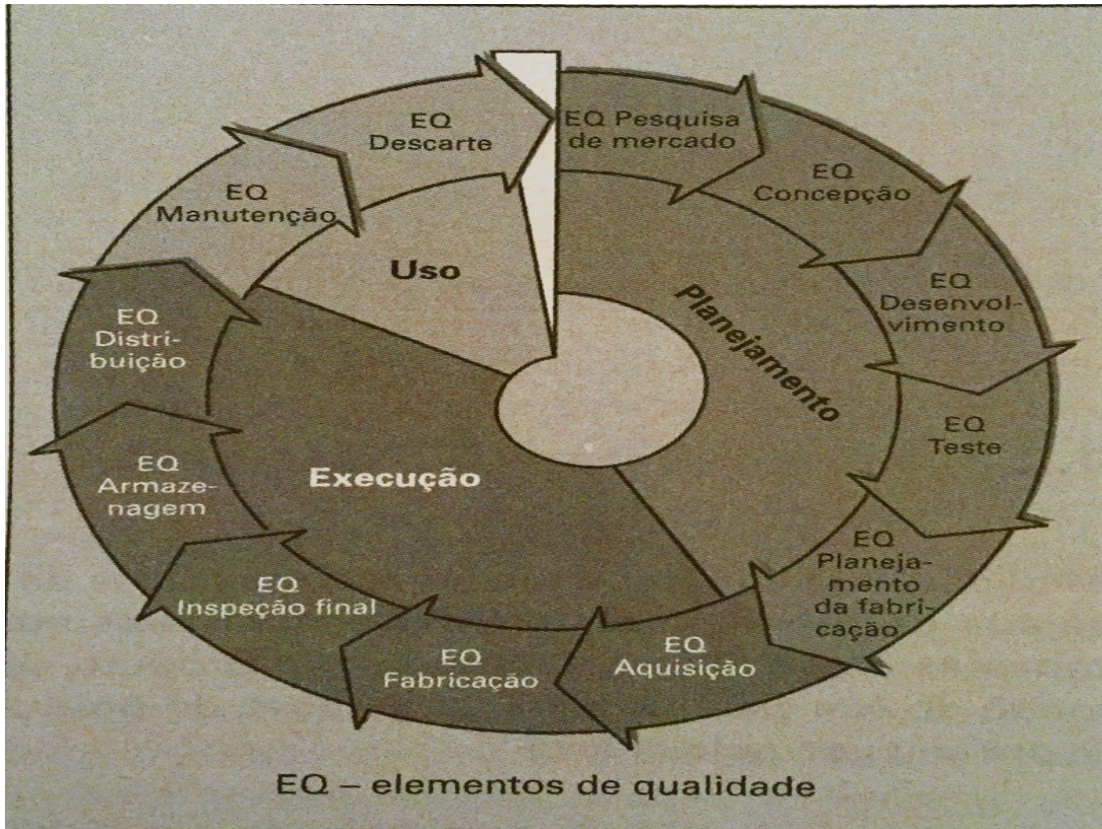 EQ Pesquisa
de mercado
EQ
Concepção
EQ
Desenvol-
vimento
EQ
Teste
EQ
Planeja-
mento
da fabri-
cação
EQ
Aquisição
EQ
Fabricação
EQ
Inspeção final
EQ
Armaze-
nagem
EQ
Distri-
buição
EQ
Manutenção
EQ
Descarte
Uso
Planejamento
Execução
EQ – elementos de qualidade